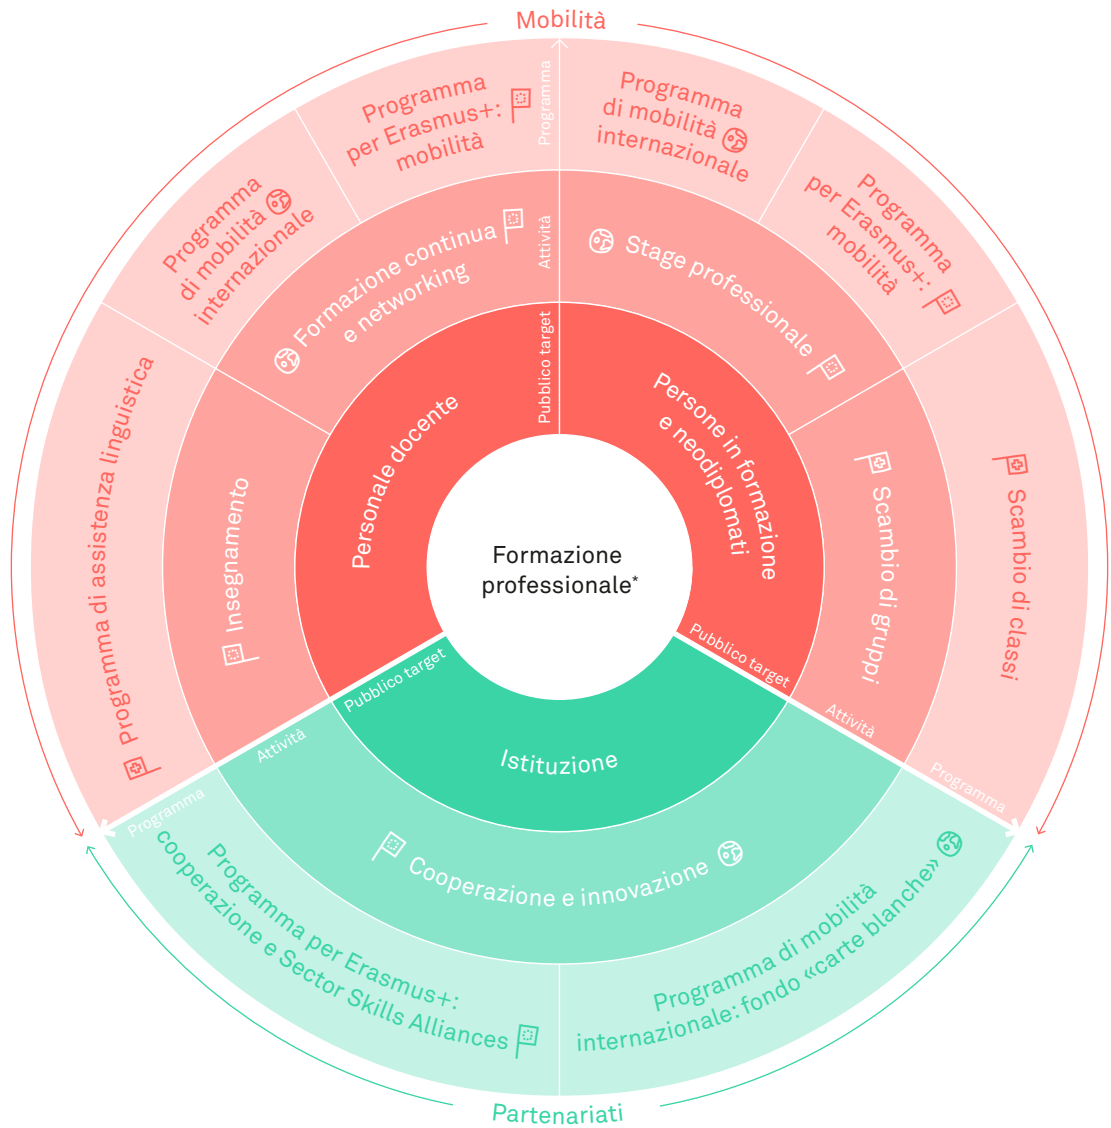 Mobilità
Programma
per Erasmus+:
mobilità
Programma
Programma
di mobilità
internazionale
Programma
di mobilità
internazionale
Programma
per Erasmus+:
mobilità
Formazione continua
e networking
Attività
Stage professionale
Pubblico target
Programma di assistenza linguistica
Insegnamento
Personale docente
Persone in formazione
e neodiplomati
Scambio di gruppi
Scambio di classi
Formazione
professionale*
Pubblico target
Attività
Programma
Pubblico target
Attività
Programma
Istituzione
Cooperazione e innovazione
Programma per Erasmus+:
cooperazione e Sector Skills Alliances
Programma di mobilità
internazionale: fondo «carte blanche»
Partenariati